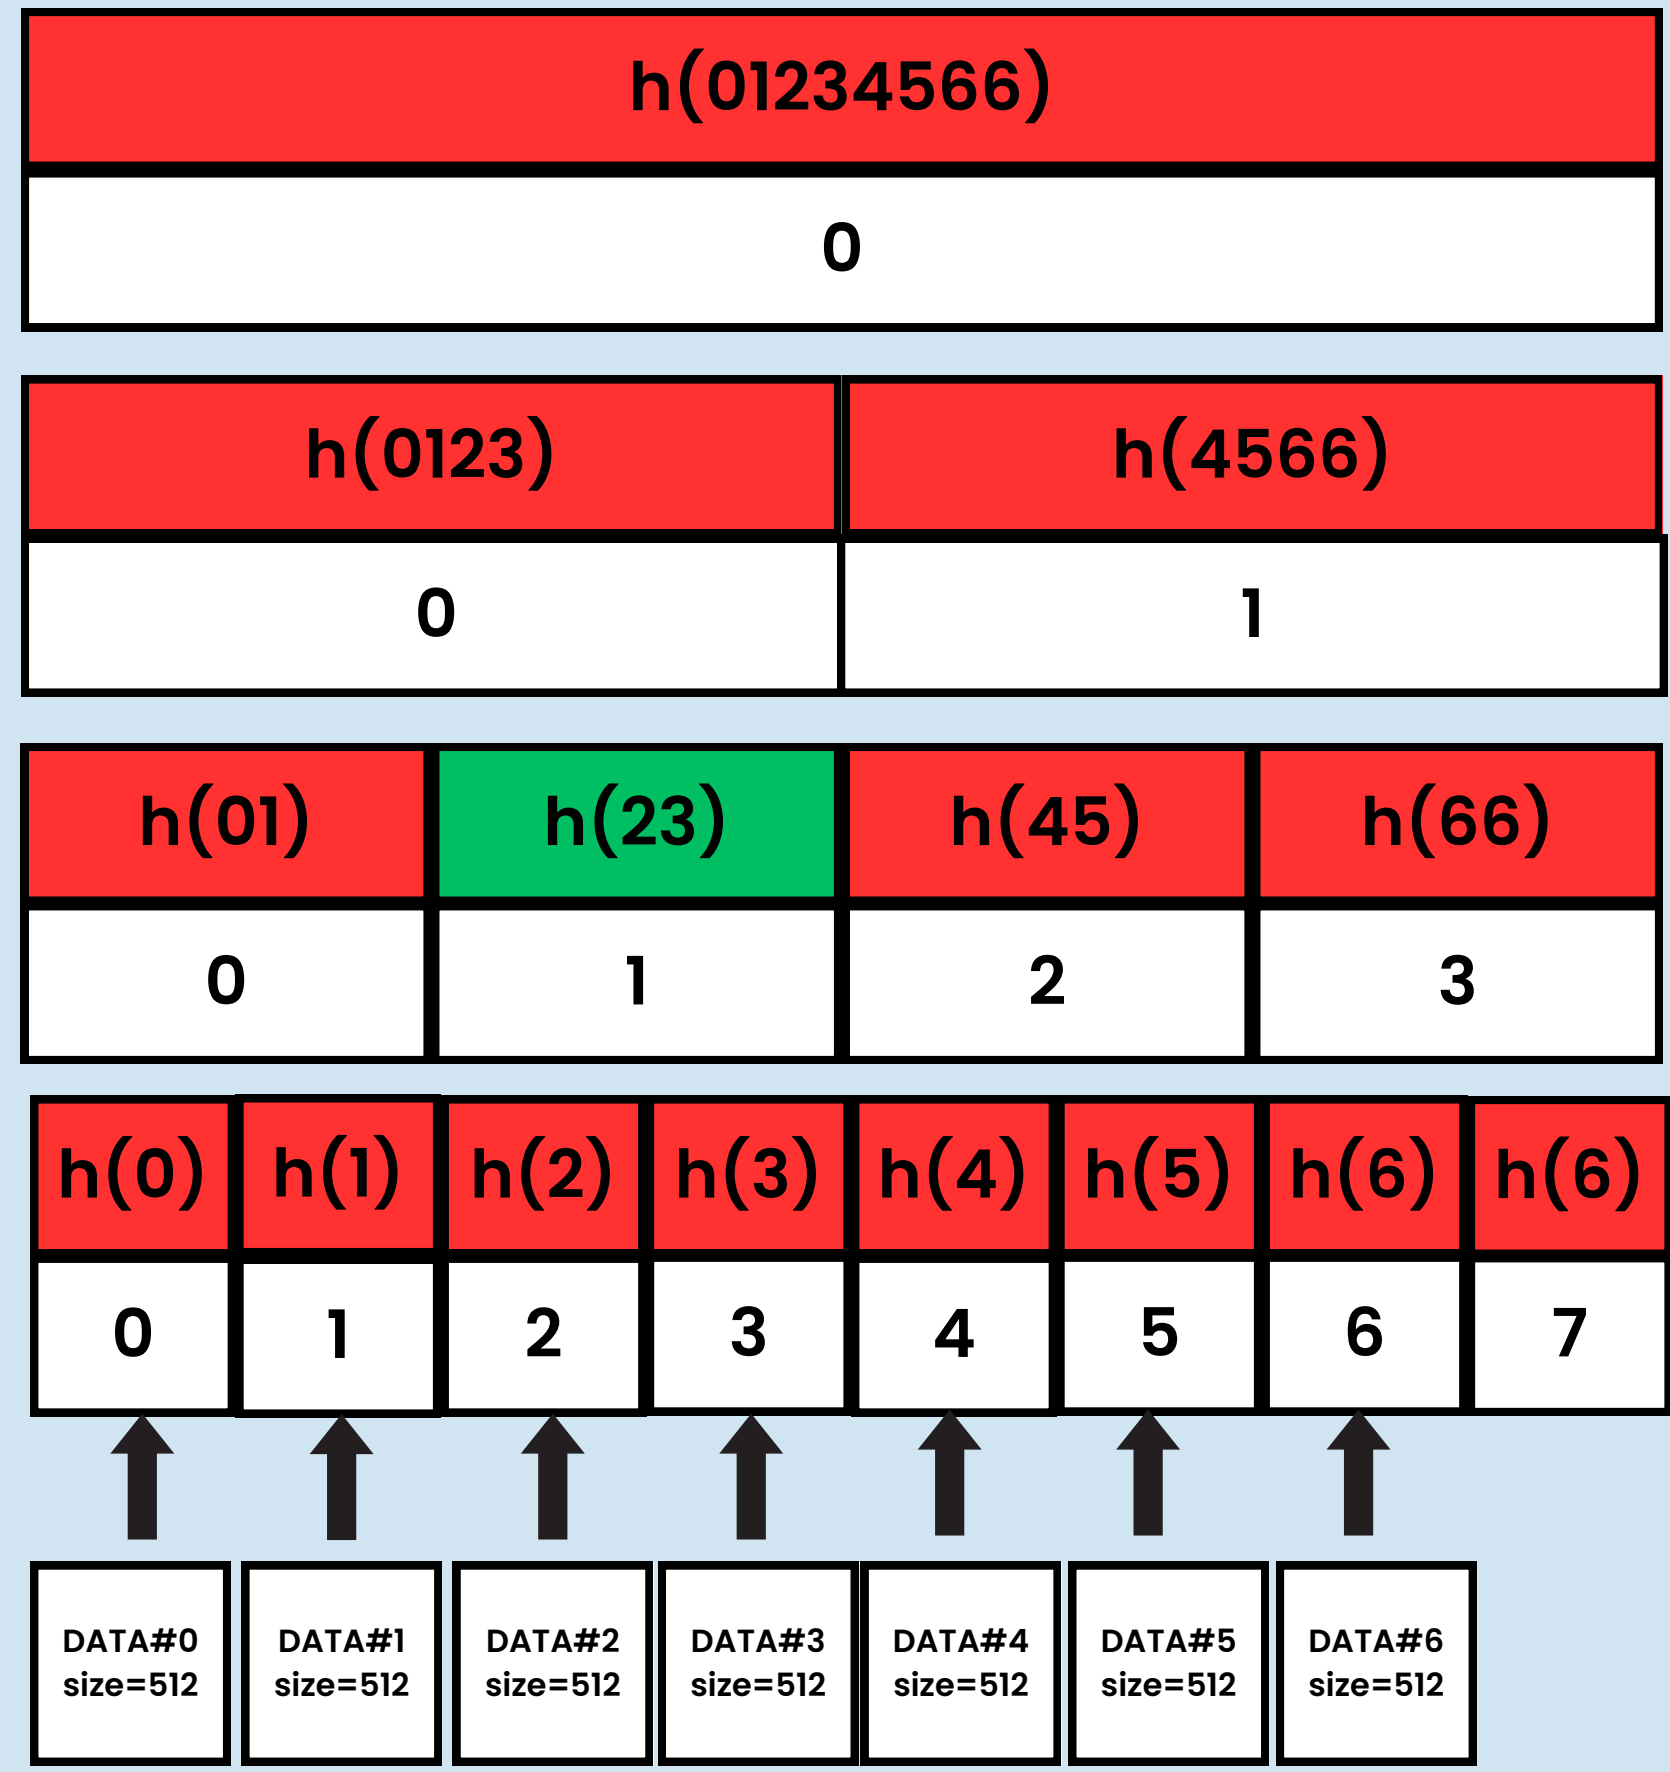 h(01234566)
0
h(0123) h(4566)
0 1
h(01) h(23) h(45) h(66)
0 1 2 3
h(0) h(1) h(2) h(3) h(4) h(5) h(6) h(6)
0 1 2 3 4 5 6 7
DATA#0 DATA#1 DATA#2 DATA#3 DATA#4 DATA#5 DATA#6
size=512 size=512 size=512 size=512 size=512 size=512 size=512